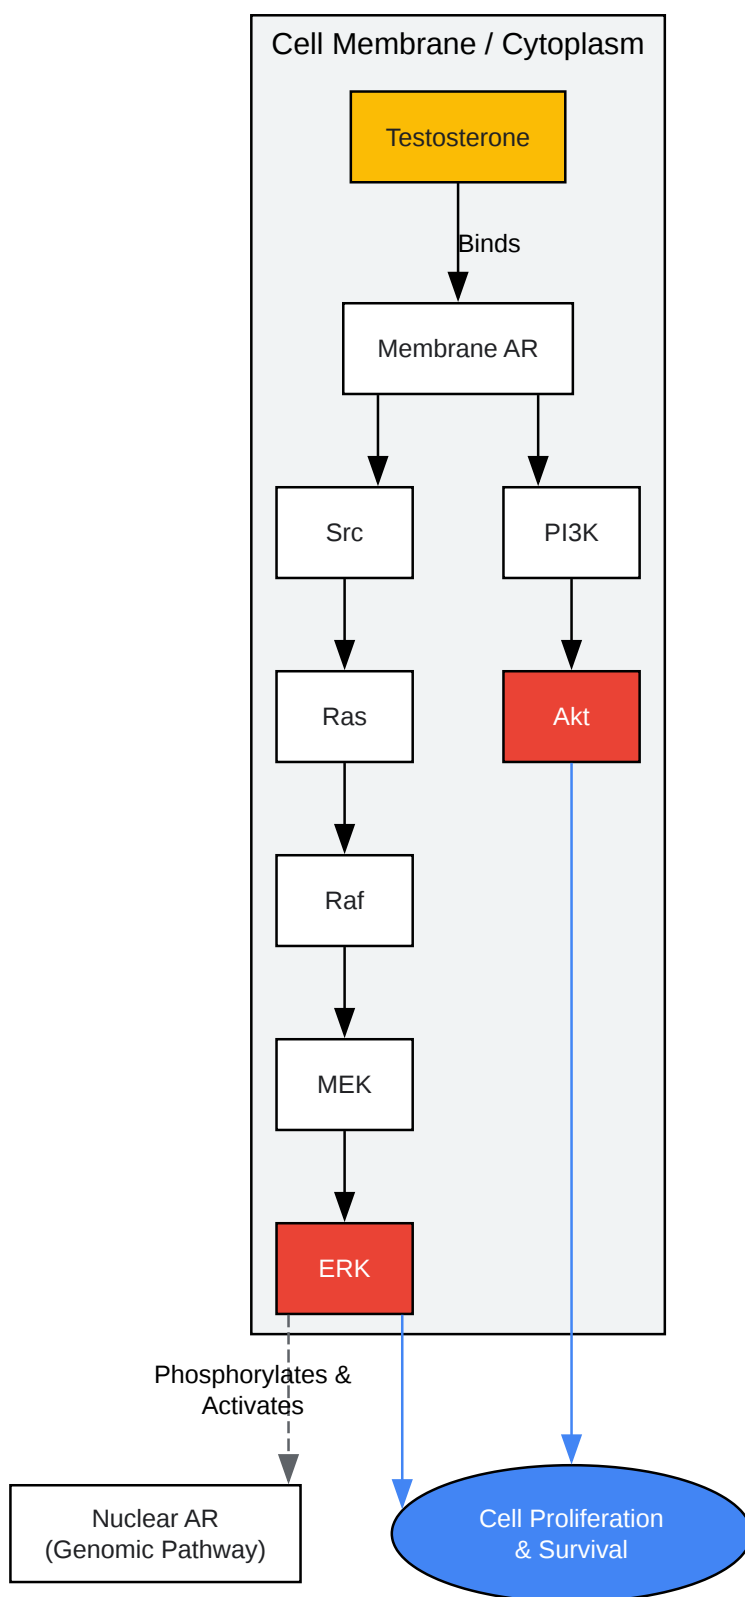 Cell Membrane / Cytoplasm
Testosterone
Binds
Membrane AR
Src
PI3K
Ras
Akt
Raf
MEK
ERK
Phosphorylates &
Activates
Nuclear AR
(Genomic Pathway)
Cell Proliferation
& Survival